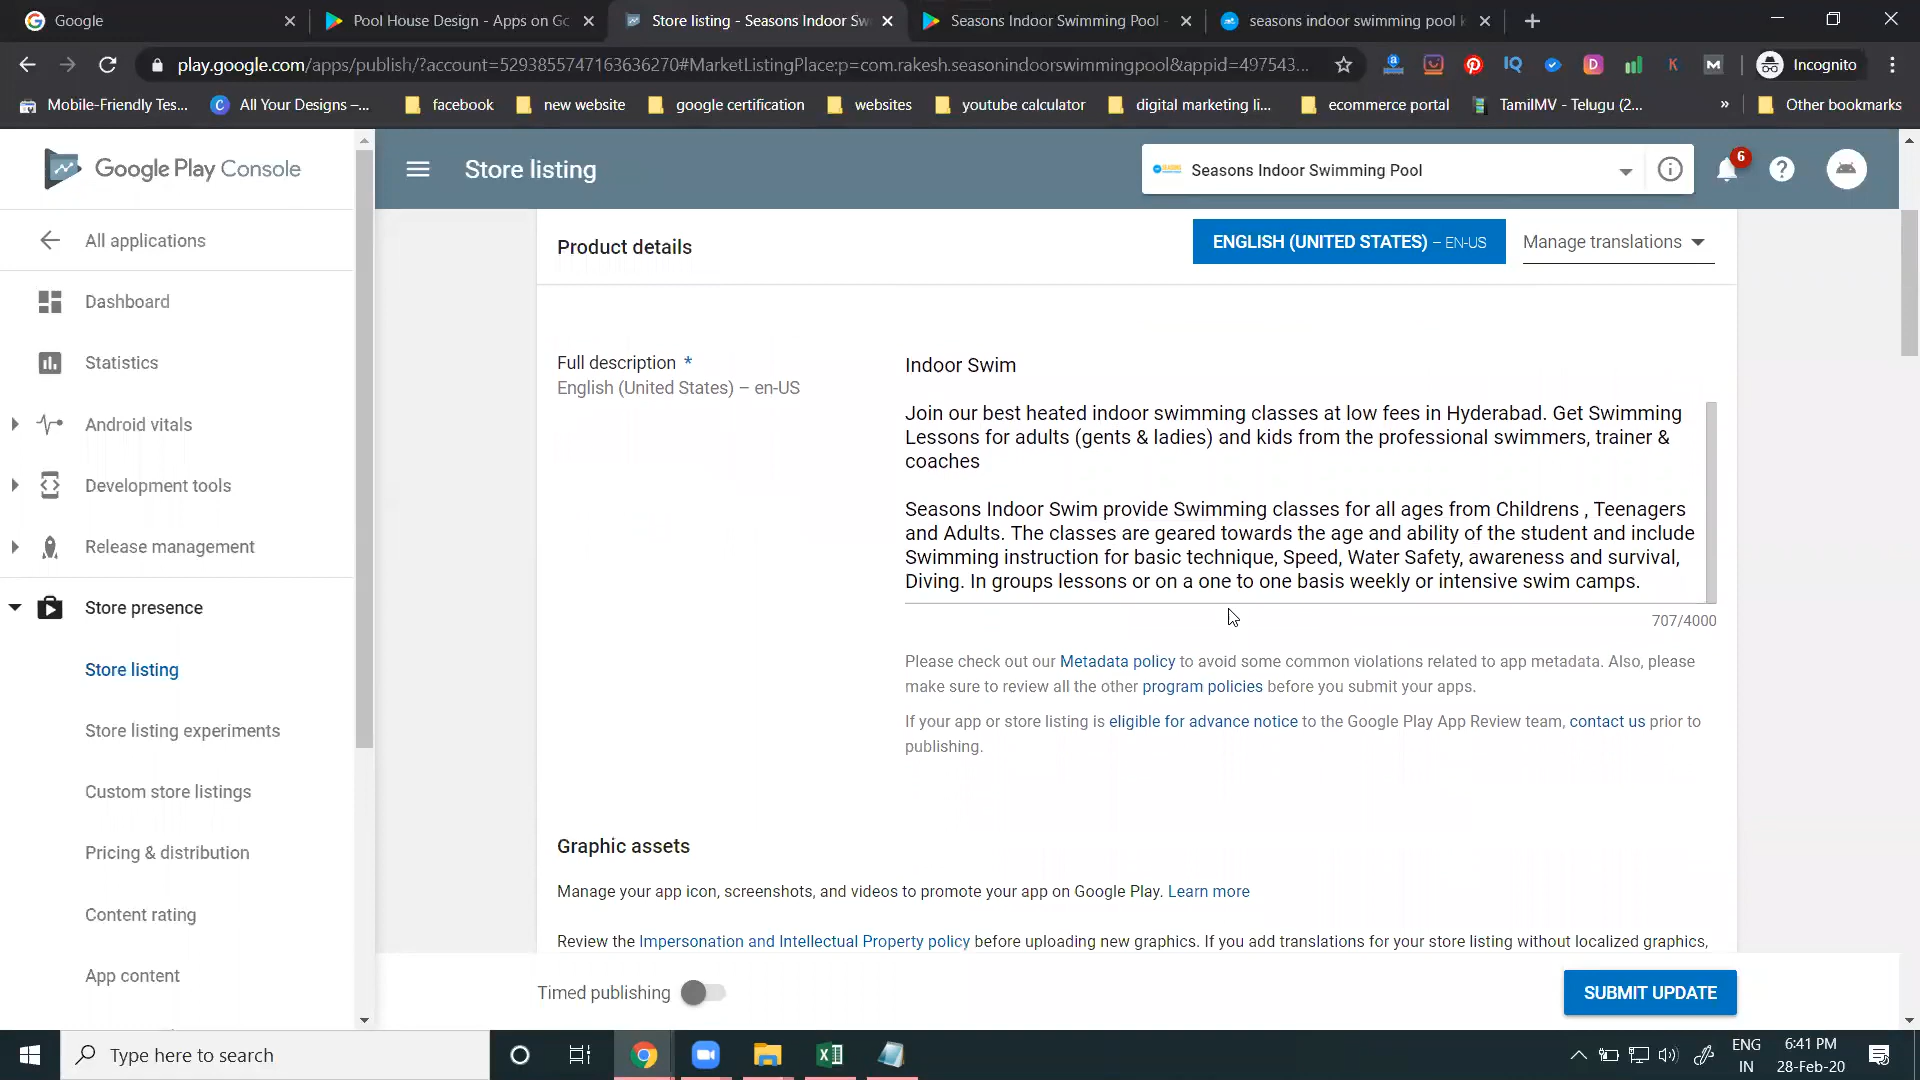 Google
Pool House Design - Apps on Go
Store listing - Seasons Indoor Sw
Seasons Indoor Swimming Pool -
seasons indoor swimming pool k
play.google.com/apps/publish/?account=5293855747163636270#MarketListingPlace:p=com.rakesh.seasonindoorswimmingpool&appid=497543...
Incognito
Mobile-Friendly Tes...
All Your Designs –...
facebook
new website
google certification
websites
youtube calculator
digital marketing li...
ecommerce portal
TamilMV - Telugu (2...
»
Other bookmarks
Google Play Console
Store listing
Seasons Indoor Swimming Pool
6
All applications
Dashboard
Statistics
Android vitals
Development tools
Release management
Store presence
Store listing
Store listing experiments
Custom store listings
Pricing & distribution
Content rating
App content
Product details
ENGLISH (UNITED STATES) – EN-US
Manage translations
Full description *
English (United States) – en-US
Indoor Swim
Join our best heated indoor swimming classes at low fees in Hyderabad. Get Swimming
Lessons for adults (gents & ladies) and kids from the professional swimmers, trainer &
coaches
Seasons Indoor Swim provide Swimming classes for all ages from Childrens , Teenagers
and Adults. The classes are geared towards the age and ability of the student and include
Swimming instruction for basic technique, Speed, Water Safety, awareness and survival,
Diving. In groups lessons or on a one to one basis weekly or intensive swim camps.
707/4000
Please check out our Metadata policy to avoid some common violations related to app metadata. Also, please
make sure to review all the other program policies before you submit your apps.
If your app or store listing is eligible for advance notice to the Google Play App Review team, contact us prior to
publishing.
Graphic assets
Manage your app icon, screenshots, and videos to promote your app on Google Play. Learn more
Review the Impersonation and Intellectual Property policy before uploading new graphics. If you add translations for your store listing without localized graphics,
Timed publishing
SUBMIT UPDATE
Type here to search
ENG
IN
6:41 PM
28-Feb-20